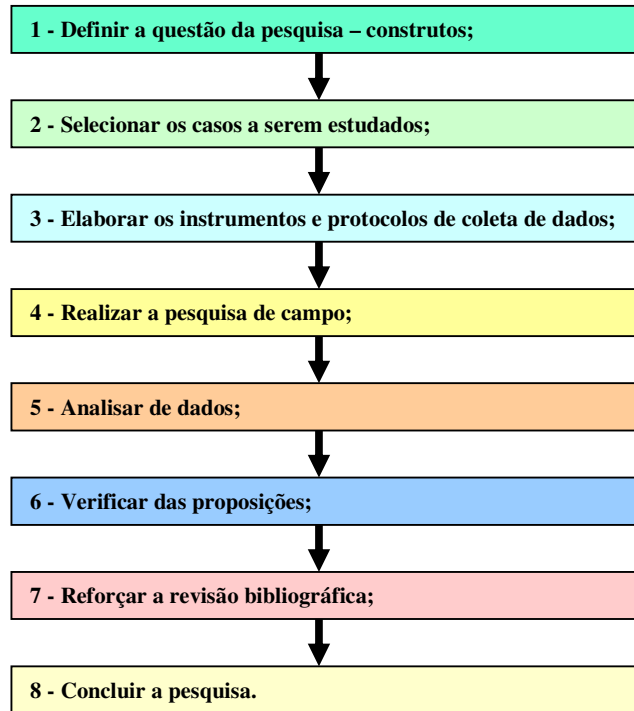 1 - Definir a questão da pesquisa – construtos;
2 - Selecionar os casos a serem estudados;
3 - Elaborar os instrumentos e protocolos de coleta de dados;
4 - Realizar a pesquisa de campo;
5 - Analisar de dados;
6 - Verificar das proposições;
7 - Reforçar a revisão bibliográfica;
8 - Concluir a pesquisa.